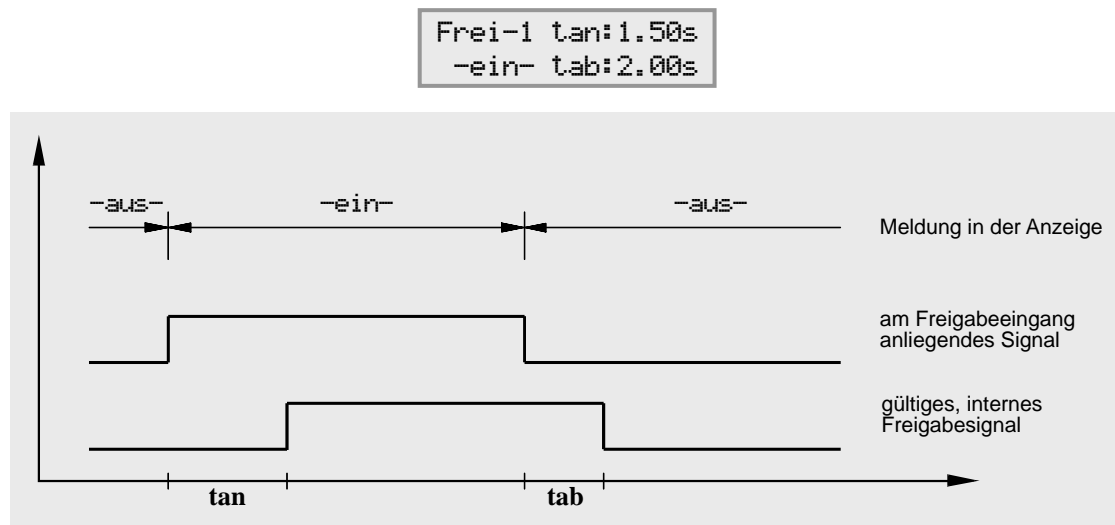 Frei-1 tan:1.50s
-ein- tab:2.00s
-aus-
-ein-
-aus-
Meldung in der Anzeige
am Freigabeeingang
anliegendes Signal
gültiges, internes
Freigabesignal
tan
tab